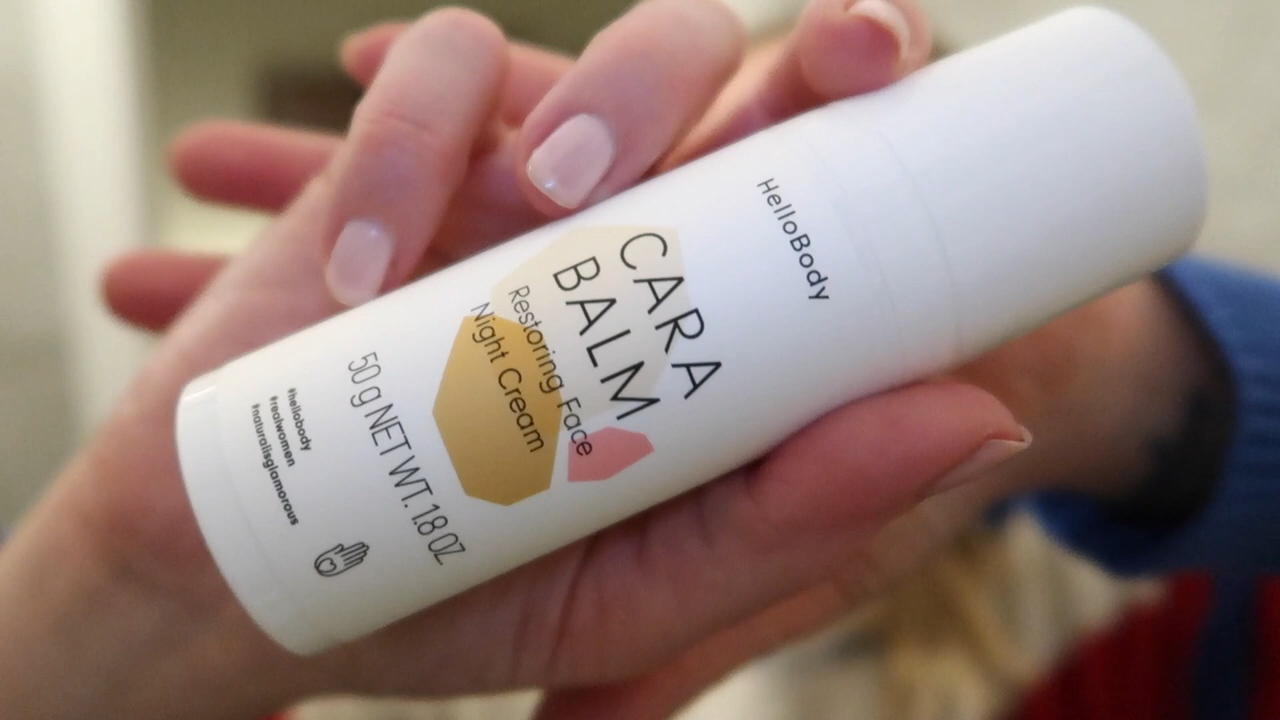 HelloBody
CARA
BALM
Restoring Face
Night Cream
50 g NET WT. 1.8 OZ
#hellobody
#realwomen
#naturalisglamorous